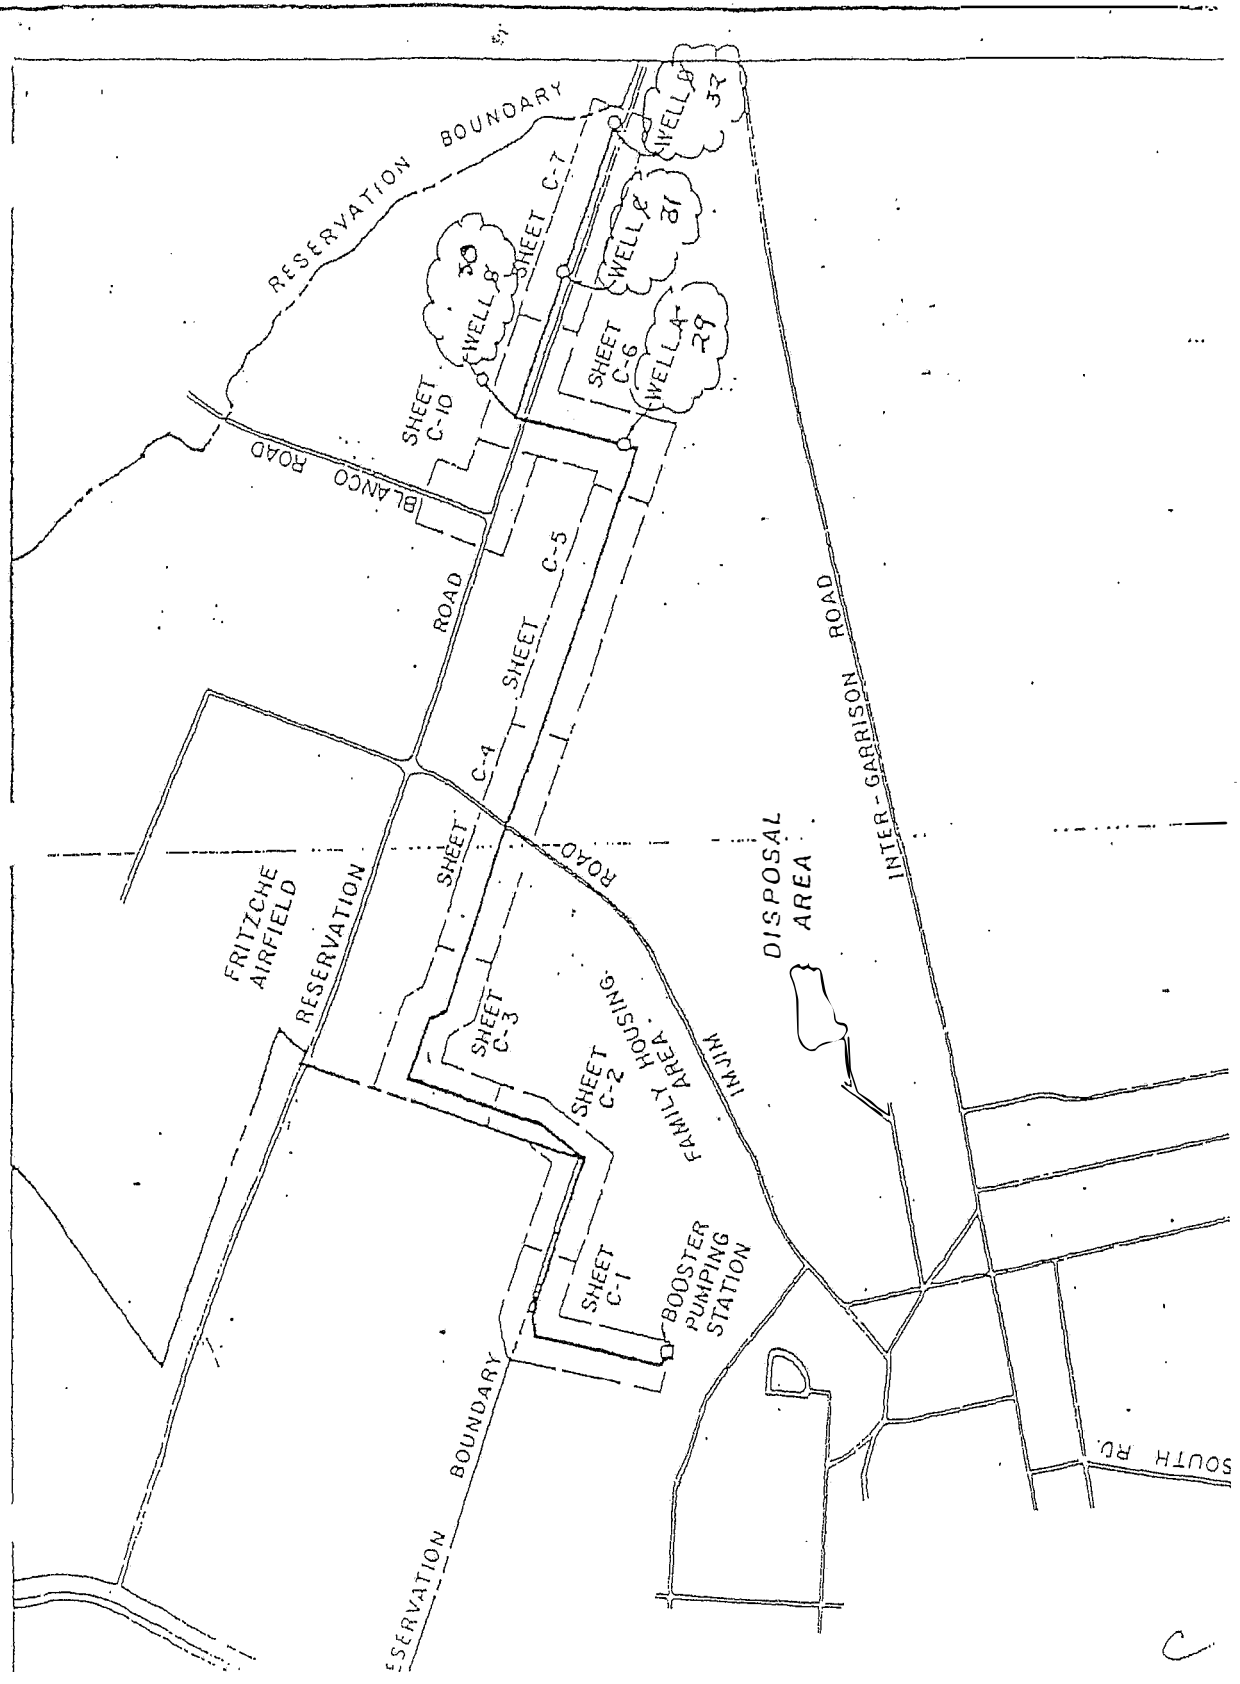 RESERVATION BOUNDARY
WELL
32
WELL
31
WELL
30
WELL A
29
SHEET C-7
SHEET
C-6
SHEET
C-10
BLANCO ROAD
SHEET C-5
ROAD
SHEET C-4
INTER-GARRISON ROAD
FRITZCHE
AIRFIELD
RESERVATION
ROAD
IMJIM
DISPOSAL
AREA
SHEET
C-3
FAMILY HOUSING
AREA
SHEET
C-2
SHEET
C-1
BOOSTER
PUMPING
STATION
ESERVATION BOUNDARY
SOUTH RD.
C